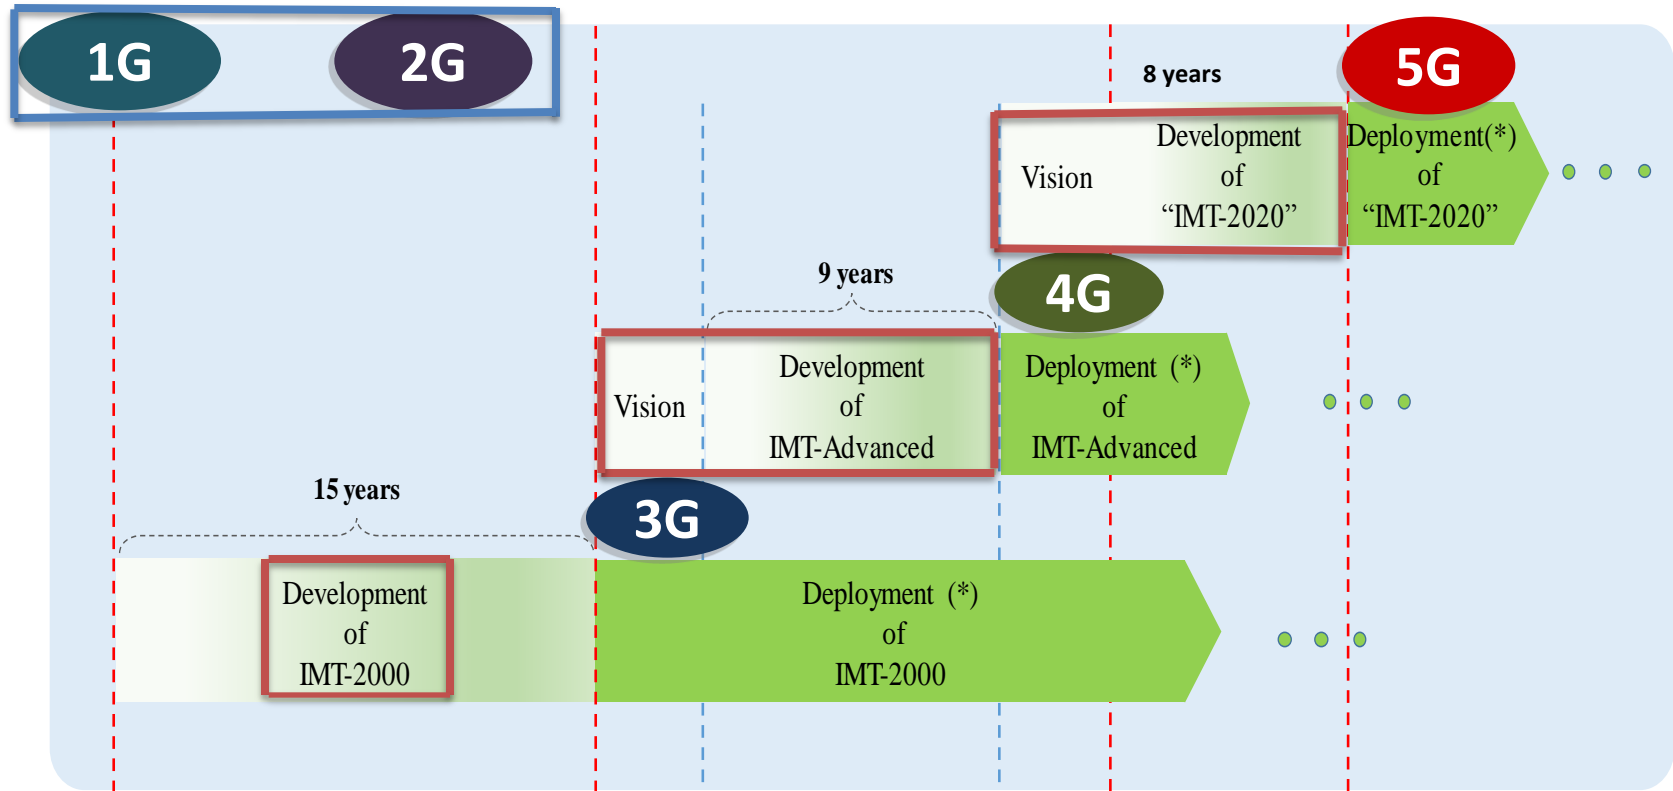 1G
2G
8 years
5G
Vision
Development
of
“IMT-2020”
Deployment(*)
of
“IMT-2020”
9 years
4G
Vision
Development
of
IMT-Advanced
Deployment (*)
of
IMT-Advanced
15 years
3G
Development
of
IMT-2000
Deployment (*)
of
IMT-2000